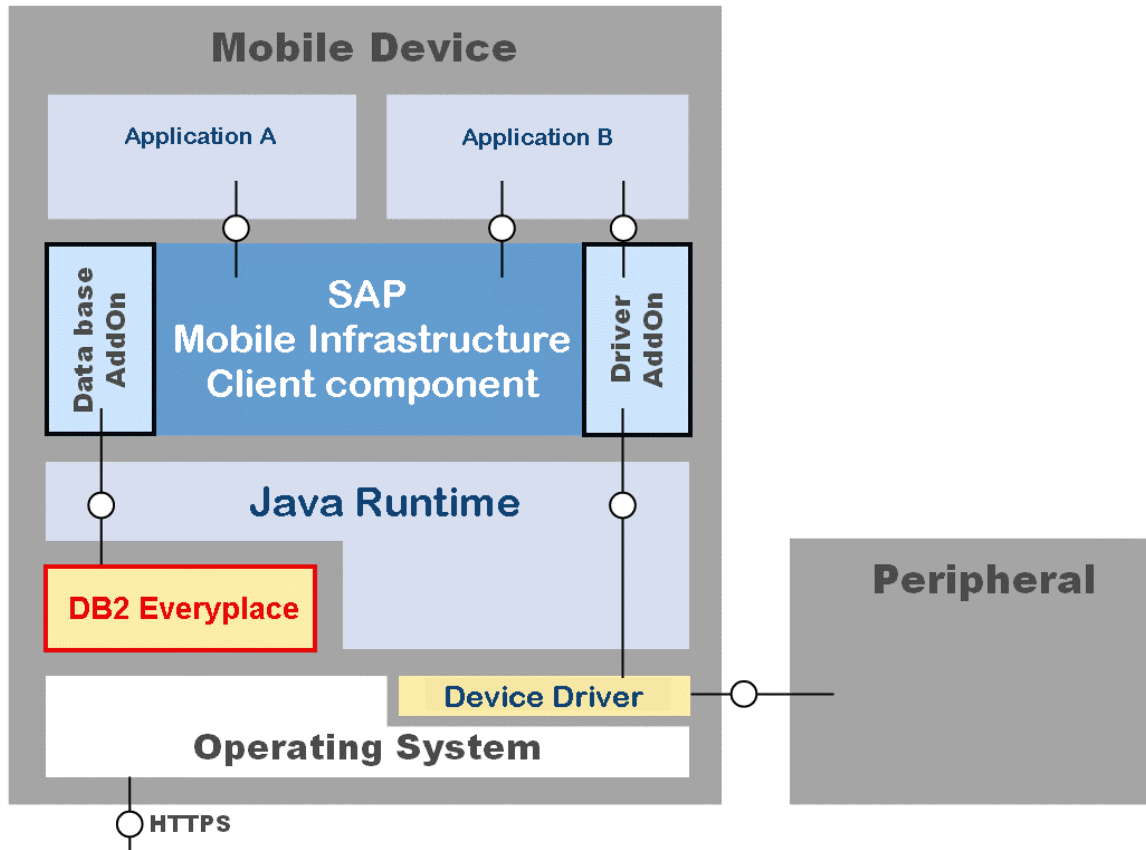 Mobile Device
Application A
Application B
Data base
AddOn
SAP
Mobile Infrastructure
Client component
Driver
AddOn
Java Runtime
DB2 Everyplace
Peripheral
Device Driver
Operating System
HTTPS